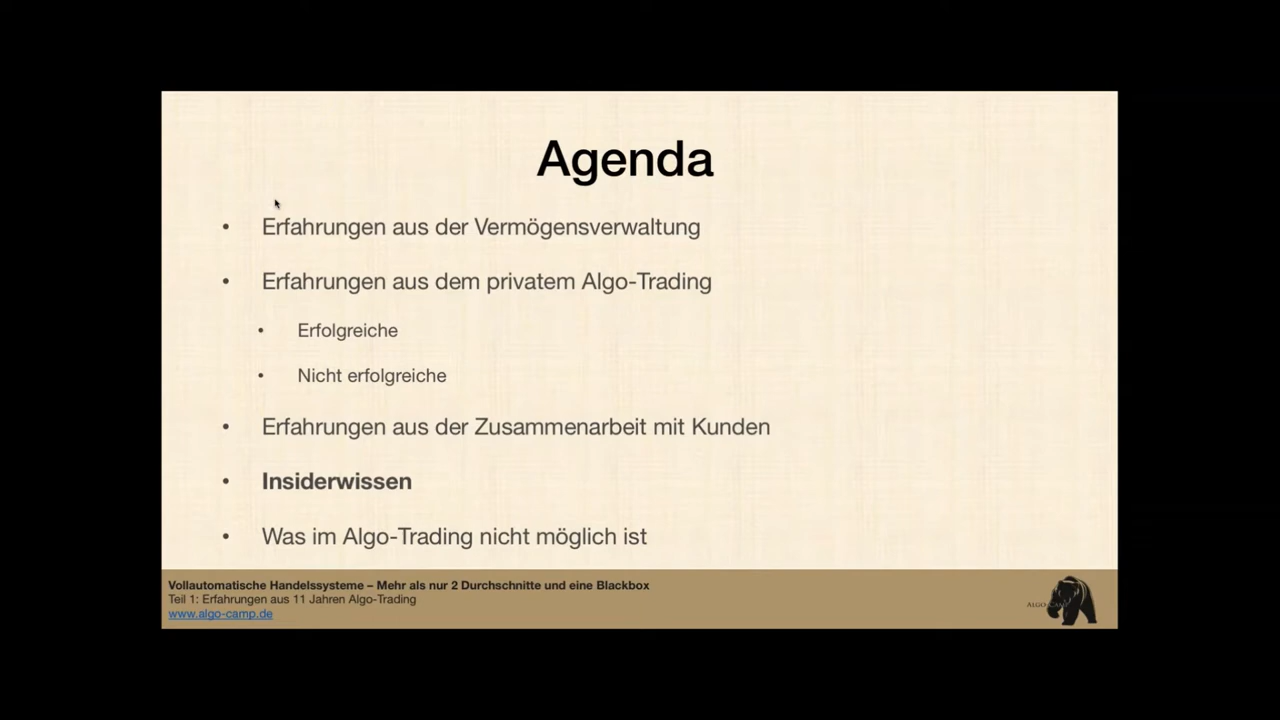 Agenda
• Erfahrungen aus der Vermögensverwaltung
• Erfahrungen aus dem privatem Algo-Trading
• Erfolgreiche
• Nicht erfolgreiche
• Erfahrungen aus der Zusammenarbeit mit Kunden
• Insiderwissen
• Was im Algo-Trading nicht möglich ist
Vollautomatische Handelssysteme – Mehr als nur 2 Durchschnitte und eine Blackbox
Teil 1: Erfahrungen aus 11 Jahren Algo-Trading
www.algo-camp.de